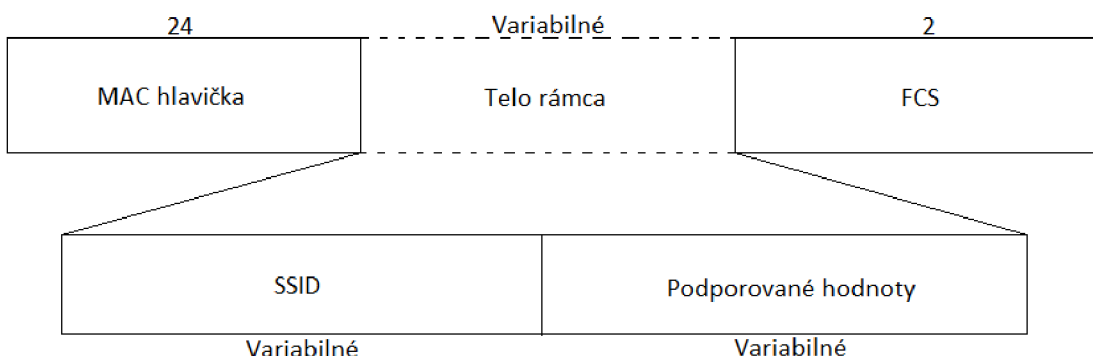 24 Variabilné 2
MAC hlavička Telo rámca FCS
SSID Podporované hodnoty
Variabilné Variabilné